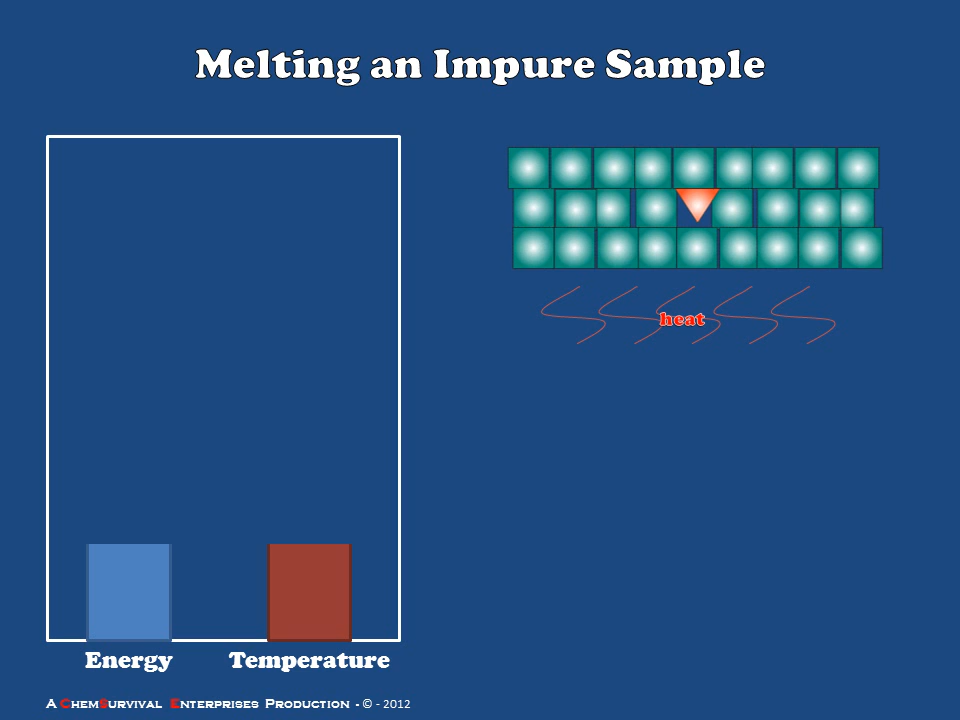 Melting an Impure Sample
heat
Energy Temperature
A ChemSurvival Enterprises Production - © - 2012